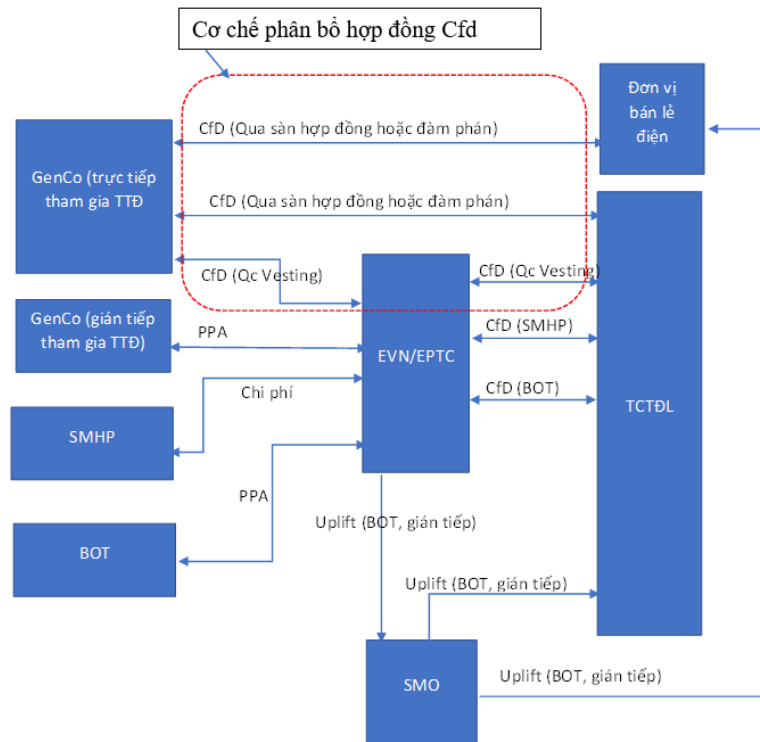 Cơ chế phân bổ hợp đồng Cfd
Đơn vị
bán lẻ
điện
CfD (Qua sàn hợp đồng hoặc đàm phán)
GenCo (trực tiếp
tham gia TTĐ)
CfD (Qua sàn hợp đồng hoặc đàm phán)
CfD (Qc Vesting)
CfD (Qc Vesting)
GenCo (gián tiếp
tham gia TTĐ)
PPA
CfD (SMHP)
EVN/EPTC
Chi phí
CfD (BOT)
TCTĐL
SMHP
PPA
Uplift (BOT, gián tiếp)
BOT
Uplift (BOT, gián tiếp)
SMO
Uplift (BOT, gián tiếp)